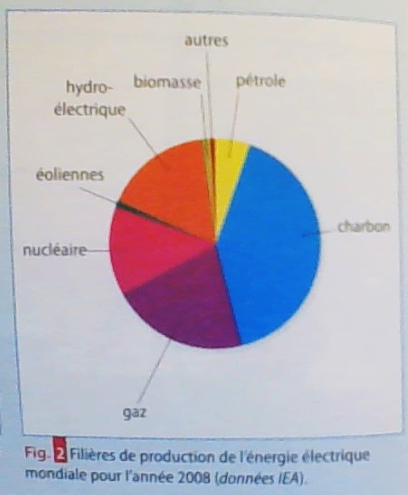 autres
biomasse pétrole
hydro-
électrique
éoliennes
charbon
nucléaire
gaz
Fig. 2 Filières de production de l'énergie électrique
mondiale pour l'année 2008 (données IEA).